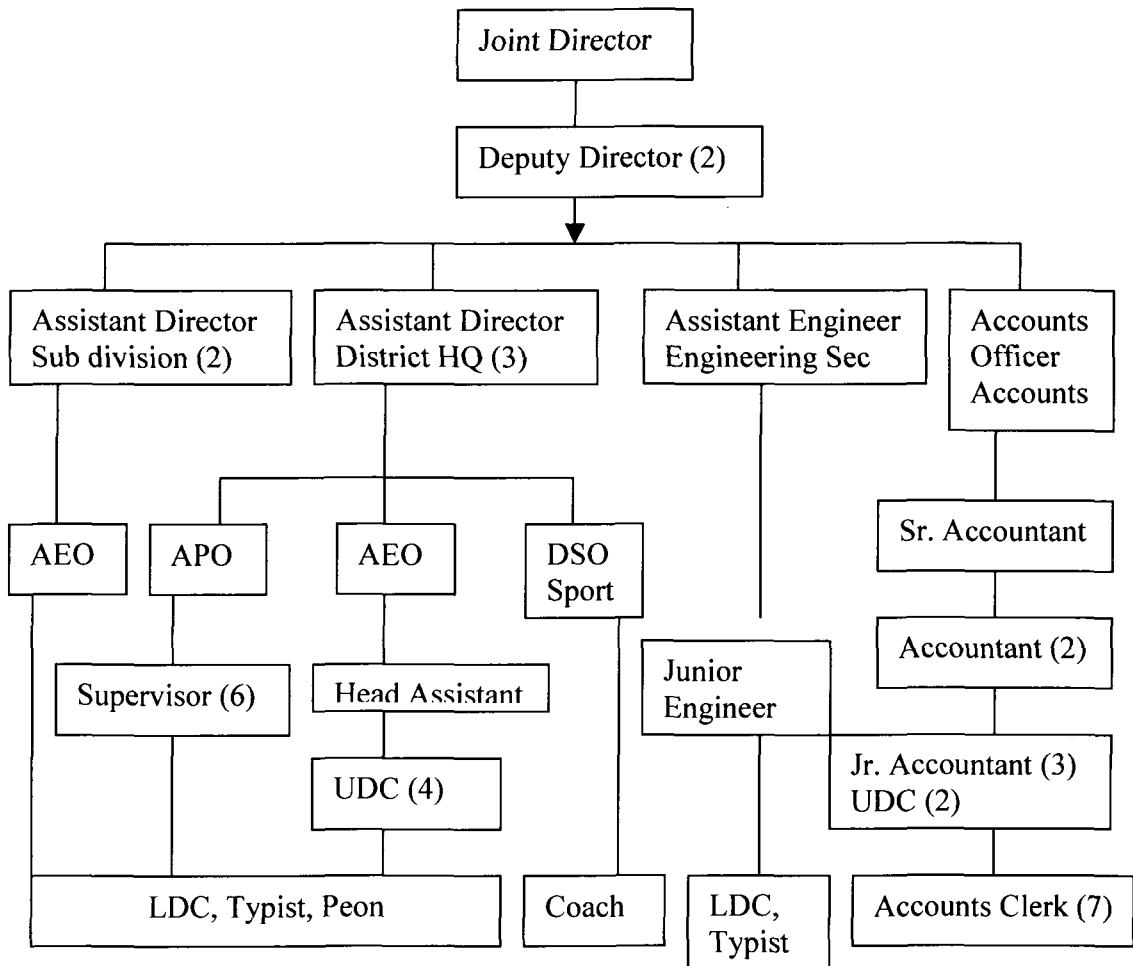 Joint Director
Deputy Director (2)
Assistant Director
Sub division (2)
Assistant Director
District HQ (3)
Assistant Engineer
Engineering Sec
Accounts
Officer
Accounts
AEO
APO
AEO
DSO
Sport
Sr. Accountant
Accountant (2)
Supervisor (6)
Head Assistant
Junior
Engineer
UDC (4)
Jr. Accountant (3)
UDC (2)
LDC, Typist, Peon
Coach
LDC,
Typist
Accounts Clerk (7)